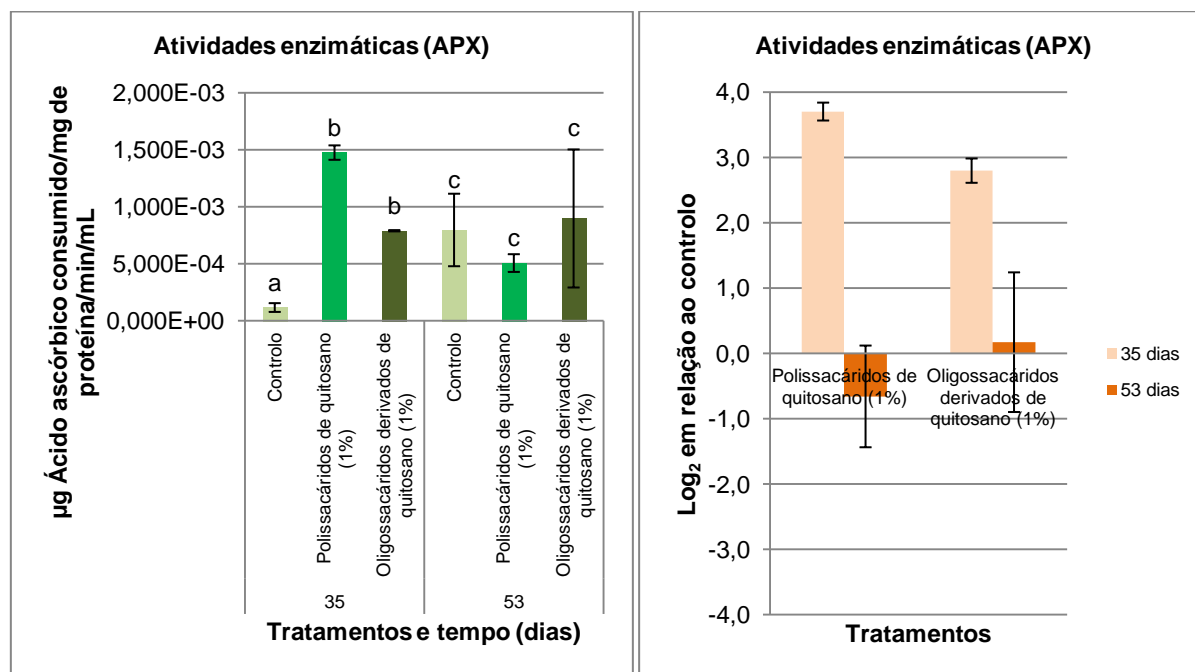 Atividades enzimáticas (APX)
µg Ácido ascórbico consumido/mg de
proteína/min/mL
2,000E-03
1,500E-03
1,000E-03
5,000E-04
0,000E+00
a
b
b
c
c
c
Controlo
Polissacáridos de quitosano
(1%)
Oligossacáridos derivados de
quitosano (1%)
Controlo
Polissacáridos de quitosano
(1%)
Oligossacáridos derivados de
quitosano (1%)
35
53
Tratamentos e tempo (dias)
Atividades enzimáticas (APX)
Log₂ em relação ao controlo
4,0
3,0
2,0
1,0
0,0
-1,0
-2,0
-3,0
-4,0
Polissacáridos de
quitosano (1%)
Oligossacáridos
derivados de
quitosano (1%)
35 dias
53 dias
Tratamentos